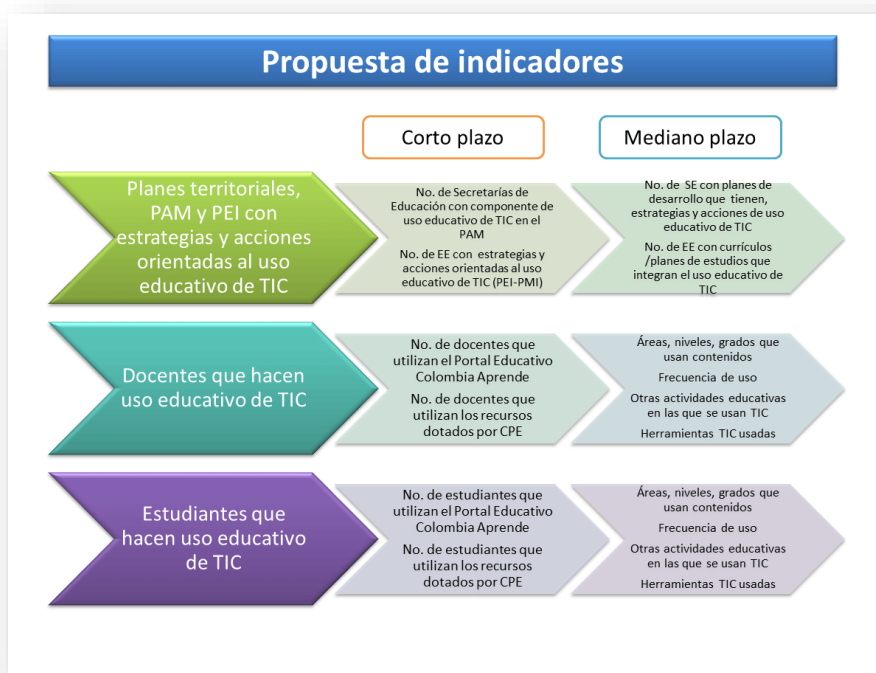 Propuesta de indicadores
Corto plazo
Mediano plazo
Planes territoriales,
PAM y PEI con
estrategias y acciones
orientadas al uso
educativo de TIC
No. de Secretarías de
Educación con componente de
uso educativo de TIC en el
PAM
No. de EE con  estrategias y
acciones orientadas al uso
educativo de TIC (PEI-PMI)
No. de  SE con planes de
desarrollo que  tienen,
estrategias y acciones de uso
educativo de TIC
No. de EE con currículos
/planes de estudios que
integran el uso educativo de
TIC
Docentes que hacen
uso educativo de TIC
No. de docentes que
utilizan el Portal Educativo
Colombia Aprende
No. de docentes que
utilizan los recursos
dotados por CPE
Áreas, niveles, grados que
usan contenidos
Frecuencia de uso
Otras actividades educativas
en las que se usan TIC
Herramientas TIC usadas
Estudiantes que
hacen uso educativo
de TIC
No. de estudiantes que
utilizan el Portal Educativo
Colombia Aprende
No. de estudiantes que
utilizan los recursos
dotados por CPE
Áreas, niveles, grados que
usan contenidos
Frecuencia de uso
Otras actividades educativas
en las que se usan TIC
Herramientas TIC usadas